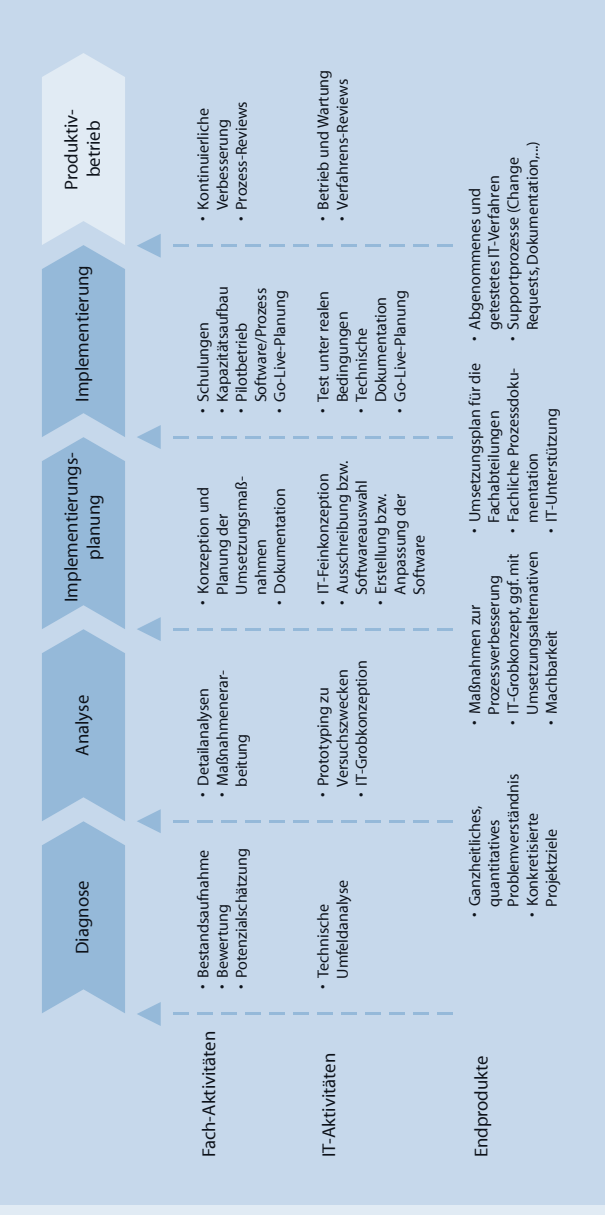 Diagnose
Analyse
Implementierungs-
planung
Implementierung
Produktiv-
betrieb
Fach-Aktivitäten
• Bestandsaufnahme
• Bewertung
• Potenzialschätzung
• Detailanalysen
• Maßnahmenerar-
beitung
• Konzeption und
Planung der
Umsetzungsmaß-
nahmen
• Dokumentation
• Schulungen
• Kapazitätsaufbau
• Pilotbetrieb
Software/Prozess
• Go-Live-Planung
• Kontinuierliche
Verbesserung
• Prozess-Reviews
IT-Aktivitäten
• Technische
Umfeldanalyse
• Prototyping zu
Versuchszwecken
• IT-Grobkonzeption
• IT-Feinkonzeption
• Ausschreibung bzw.
Softwareauswahl
• Erstellung bzw.
Anpassung der
Software
• Test unter realen
Bedingungen
• Technische
Dokumentation
• Go-Live-Planung
• Betrieb und Wartung
• Verfahrens-Reviews
Endprodukte
• Ganzheitliches,
quantitatives
Problemverständnis
• Konkretisierte
Projektziele
• Maßnahmen zur
Prozessverbesserung
• IT-Grobkonzept, ggf. mit
Umsetzungsalternativen
• Machbarkeit
• Umsetzungsplan für die
Fachabteilungen
• Fachliche Prozessdoku-
mentation
• IT-Unterstützung
• Abgenommenes und
getestetes IT-Verfahren
• Supportprozesse (Change
Requests, Dokumentation,...)